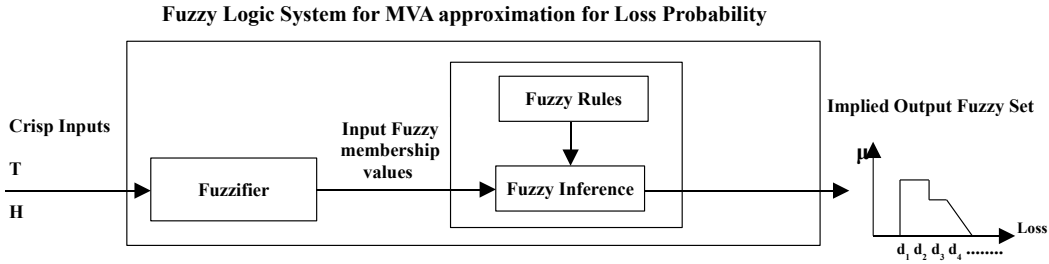 Fuzzy Logic System for MVA approximation for Loss Probability
Crisp Inputs
T
H
Fuzzifier
Input Fuzzy
membership
values
Fuzzy Rules
Fuzzy Inference
Implied Output Fuzzy Set
μ
Loss
d1 d2 d3 d4 ........